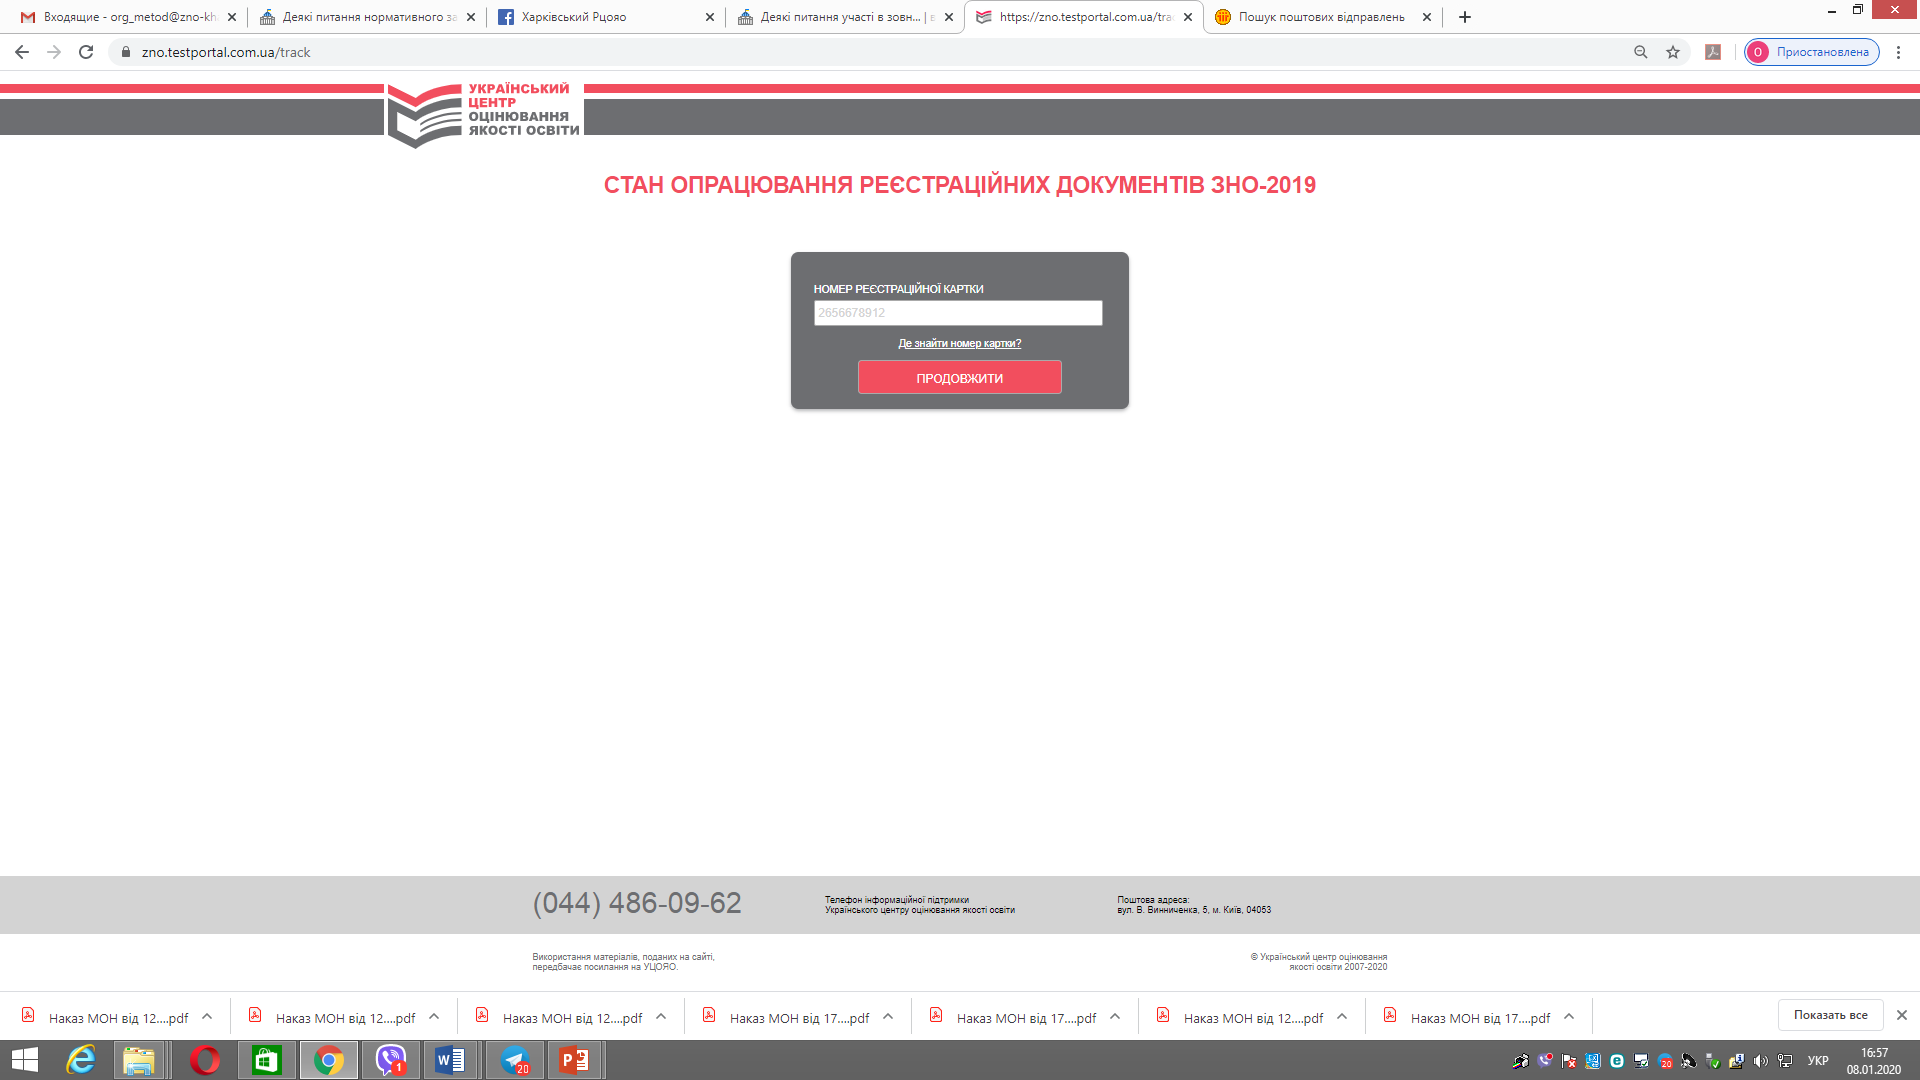 Входящие - org_metod@zno-kh
Деякі питання нормативного за
Харківський Рцояо
Деякі питання участі в зовн... | в
https://zno.testportal.com.ua/trac
Пошук поштових відправлень
zno.testportal.com.ua/track
О
Приостановлена
УКРАЇНСЬКИЙ
ЦЕНТР
ОЦІНЮВАННЯ
ЯКОСТІ ОСВІТИ
СТАН ОПРАЦЮВАННЯ РЕЄСТРАЦІЙНИХ ДОКУМЕНТІВ ЗНО-2019
НОМЕР РЕЄСТРАЦІЙНОЇ КАРТКИ
2656678912
Де знайти номер картки?
ПРОДОВЖИТИ
(044) 486-09-62
Телефон інформаційної підтримки
Українського центру оцінювання якості освіти
Поштова адреса:
вул. В. Винниченка, 5, м. Київ, 04053
Використання матеріалів, поданих на сайті,
передбачає посилання на УЦОЯО.
© Український центр оцінювання
якості освіти 2007-2020
Наказ МОН від 12....pdf
Наказ МОН від 12....pdf
Наказ МОН від 12....pdf
Наказ МОН від 17....pdf
Наказ МОН від 17....pdf
Наказ МОН від 12....pdf
Наказ МОН від 17....pdf
Показать все
1
20
20
УКР
16:57
08.01.2020